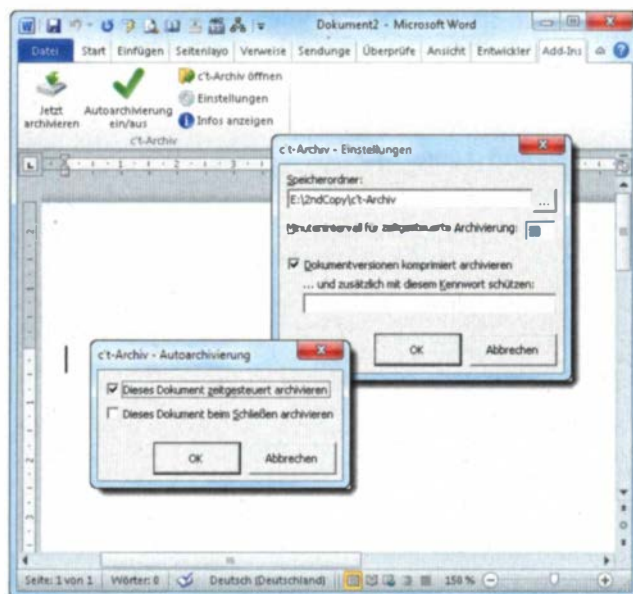 Dokument2 - Microsoft Word
Datei Start Einfügen Seitenlayo Verweise Sendunge Überprüfe Ansicht Entwickler Add-Ins
Jetzt archivieren
Autoarchivierung ein/aus
c't-Archiv öffnen
Einstellungen
Infos anzeigen
c't-Archiv
c't-Archiv - Einstellungen
Speicherordner:
E:\2ndCopy\c't-Archiv
...
Minutenintervall für zeitgesteuerte Archivierung:
Dokumentversionen komprimiert archivieren
... und zusätzlich mit diesem Kennwort schützen:
OK Abbrechen
c't-Archiv - Autoarchivierung
Dieses Dokument zeitgesteuert archivieren
Dieses Dokument beim Schließen archivieren
OK Abbrechen
Seite: 1 von 1 Wörter: 0 Deutsch (Deutschland) 150 %